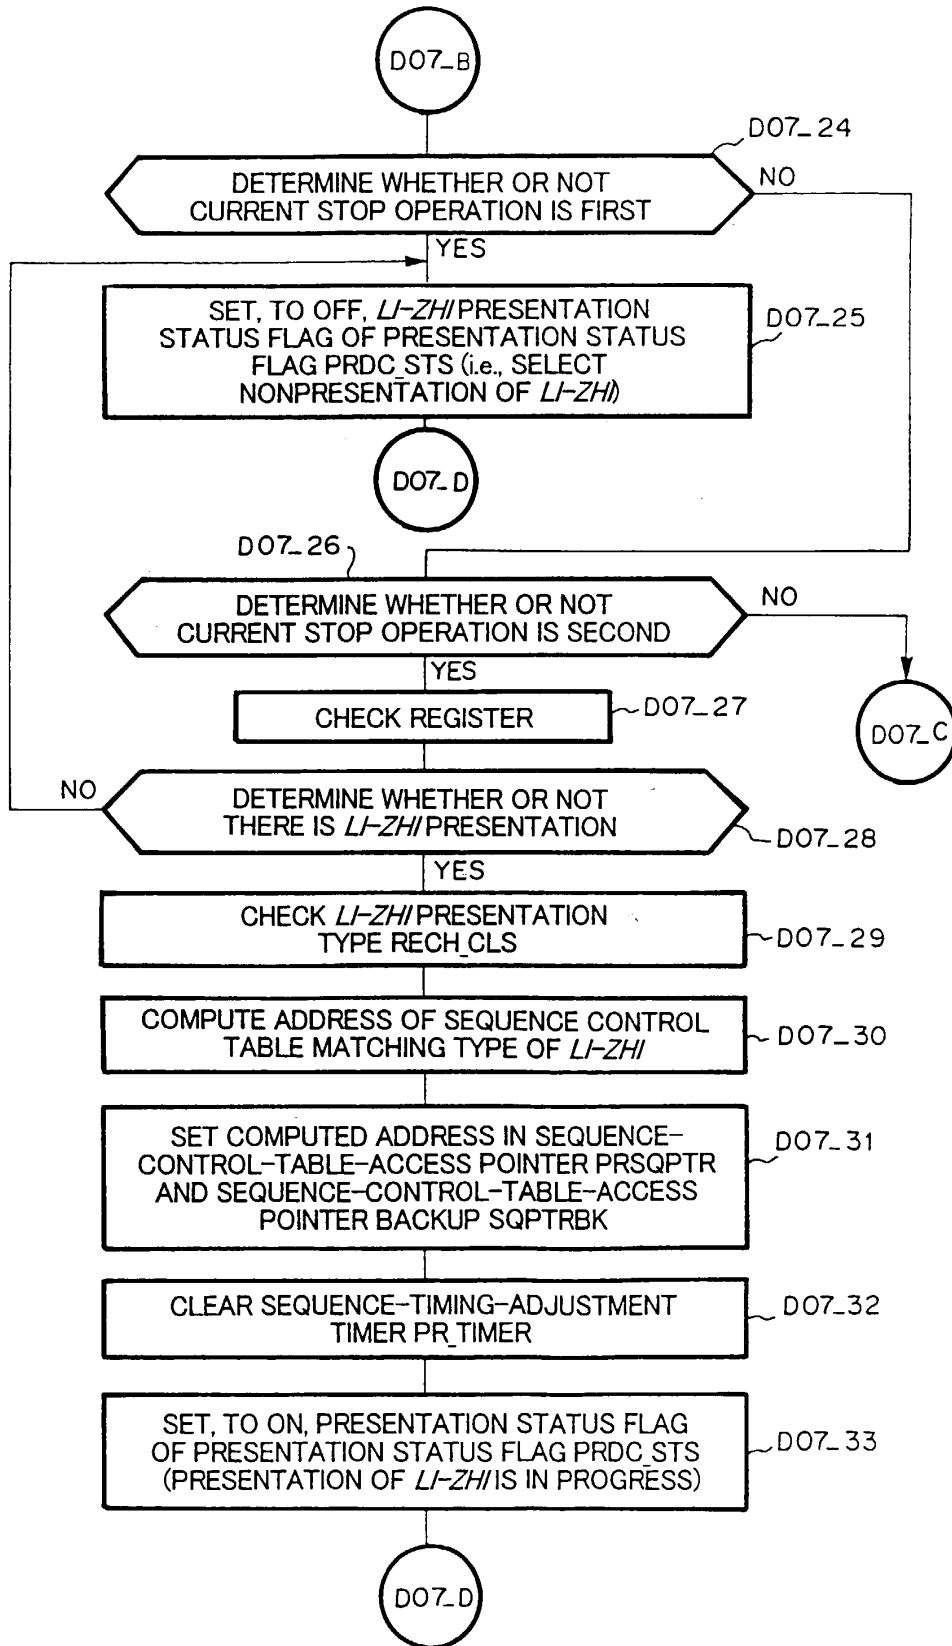 D07_B
D07_24
DETERMINE WHETHER OR NOT
CURRENT STOP OPERATION IS FIRST
NO
YES
SET, TO OFF, LI-ZHI PRESENTATION
STATUS FLAG OF PRESENTATION STATUS
FLAG PRDC_STS (i.e., SELECT
NONPRESENTATION OF LI-ZHI)
D07_25
D07_D
D07_26
DETERMINE WHETHER OR NOT
CURRENT STOP OPERATION IS SECOND
NO
YES
CHECK REGISTER
D07_27
D07_C
NO
DETERMINE WHETHER OR NOT
THERE IS LI-ZHI PRESENTATION
D07_28
YES
CHECK LI-ZHI PRESENTATION
TYPE RECH_CLS
D07_29
COMPUTE ADDRESS OF SEQUENCE CONTROL
TABLE MATCHING TYPE OF LI-ZHI
D07_30
SET COMPUTED ADDRESS IN SEQUENCE-
CONTROL-TABLE-ACCESS POINTER PRSQPTR
AND SEQUENCE-CONTROL-TABLE-ACCESS
POINTER BACKUP SQPTRBK
D07_31
CLEAR SEQUENCE-TIMING-ADJUSTMENT
TIMER PR_TIMER
D07_32
SET, TO ON, PRESENTATION STATUS FLAG
OF PRESENTATION STATUS FLAG PRDC_STS
(PRESENTATION OF LI-ZHI IS IN PROGRESS)
D07_33
D07_D